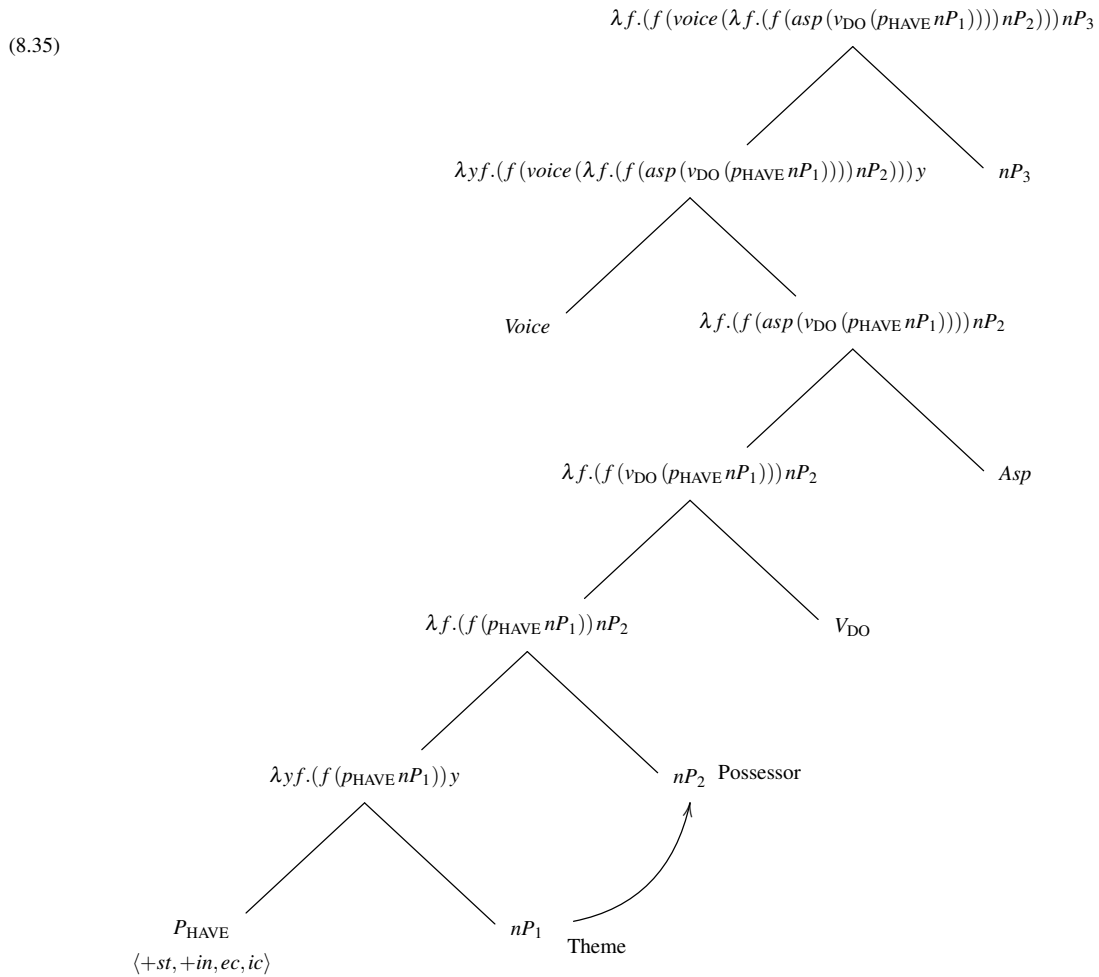 λf.(f(voice(λf.(f(asp(v_DO(p_HAVE nP_1))))nP_2)))nP_3
(8.35)
λyf.(f(voice(λf.(f(asp(v_DO(p_HAVE nP_1))))nP_2)))y nP_3
Voice λf.(f(asp(v_DO(p_HAVE nP_1))))nP_2
λf.(f(v_DO(p_HAVE nP_1)))nP_2 Asp
λf.(f(p_HAVE nP_1))nP_2 V_DO
λyf.(f(p_HAVE nP_1))y nP_2 Possessor
P_HAVE nP_1 Theme
⟨+st,+in,ec,ic⟩